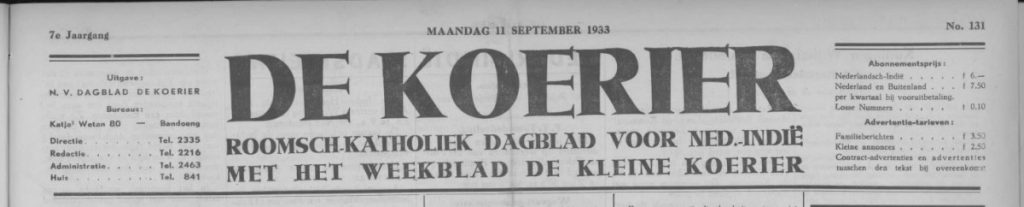 7e Jaargang
MAANDAG 11 SEPTEMBER 1933
No. 131
Uitgave:
N. V. DAGBLAD DE KOERIER
Bureaux:
Katja' Wetan 80 — Bandoeng
Directie . . . . . . . Tel. 2335
Redactie . . . . . . . Tel. 2216
Administratie . . . . Tel. 2463
Huis . . . . . . . . Tel. 841
DE KOERIER
ROOMSCH-KATHOLIEK DAGBLAD VOOR NED.-INDIË
MET HET WEEKBLAD DE KLEINE KOERIER
Abonnementsprijs:
Nederlandsch-Indië . . . . . f 6.—
Nederland en Buitenland . . f 7.50
per kwartaal bij vooruitbetaling.
Losse Nummers . . . . . f 0.10
Advertentie-tarieven:
Familieberichten . . . . . . f 3.50
Kleine annonces . . . . . . f 2.50
Contract-advertenties en advertenties
tusschen den tekst bij overeenkomst